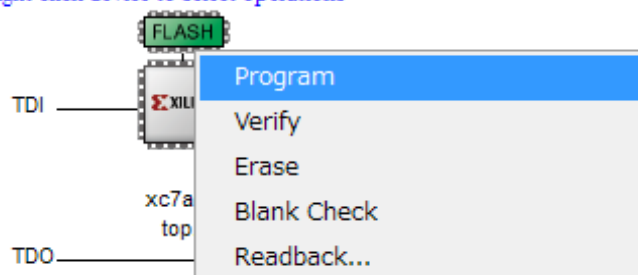 FLASH
Program
TDI
XILI
Verify
Erase
xc7a
Blank Check
top
TDO
Readback...